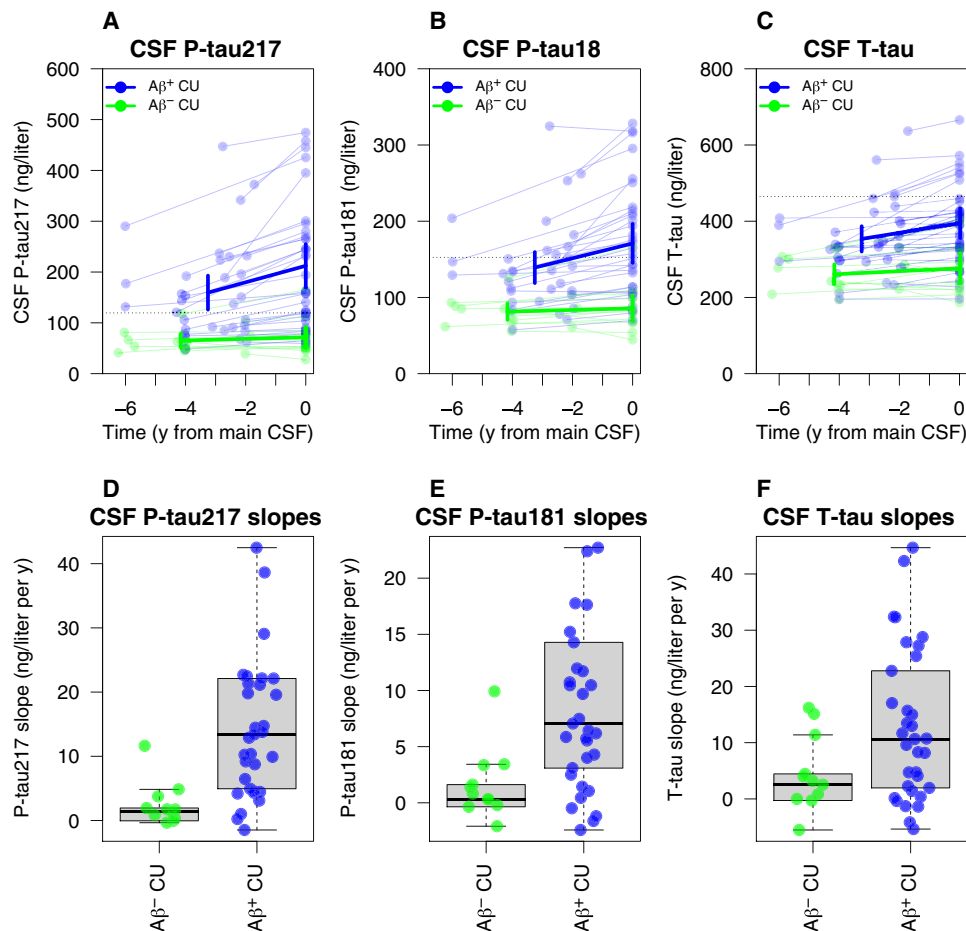 A
CSF P-tau217
CSF P-tau217 (ng/liter)
600
500
400
300
200
100
0
Aβ⁺ CU
Aβ⁻ CU
−6
−4
−2
0
Time (y from main CSF)
B
CSF P-tau18
CSF P-tau181 (ng/liter)
400
300
200
100
0
Aβ⁺ CU
Aβ⁻ CU
−6
−4
−2
0
Time (y from main CSF)
C
CSF T-tau
CSF T-tau (ng/liter)
800
600
400
200
0
Aβ⁺ CU
Aβ⁻ CU
−6
−4
−2
0
Time (y from main CSF)
D
CSF P-tau217 slopes
P-tau217 slope (ng/liter per y)
40
30
20
10
0
Aβ⁻ CU
Aβ⁺ CU
E
CSF P-tau181 slopes
P-tau181 slope (ng/liter per y)
20
15
10
5
0
Aβ⁻ CU
Aβ⁺ CU
F
CSF T-tau slopes
T-tau slope (ng/liter per y)
40
30
20
10
0
Aβ⁻ CU
Aβ⁺ CU